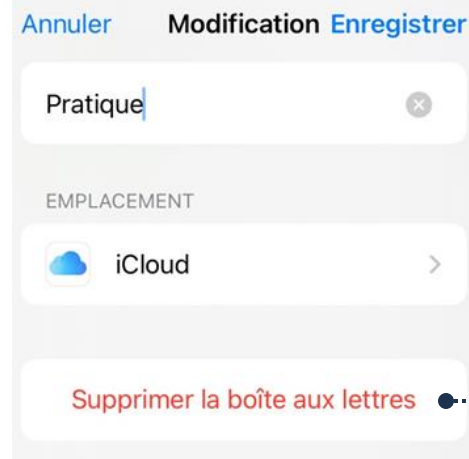 Annuler Modification Enregistrer
Pratique
EMPLACEMENT
iCloud
Supprimer la boîte aux lettres